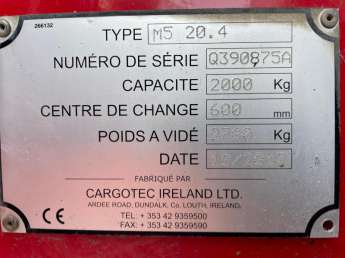 266132
TYPE M5 20.4
NUMÉRO DE SÉRIE Q390875A
CAPACITE 2000 Kg
CENTRE DE CHANGE 600 mm
POIDS A VIDÉ Kg
DATE
FABRIQUÉ PAR
CARGOTEC IRELAND LTD.
ARDEE ROAD, DUNDALK, Co. LOUTH, IRELAND,
TEL: + 353 42 9359500
FAX: + 353 42 9359590
CE